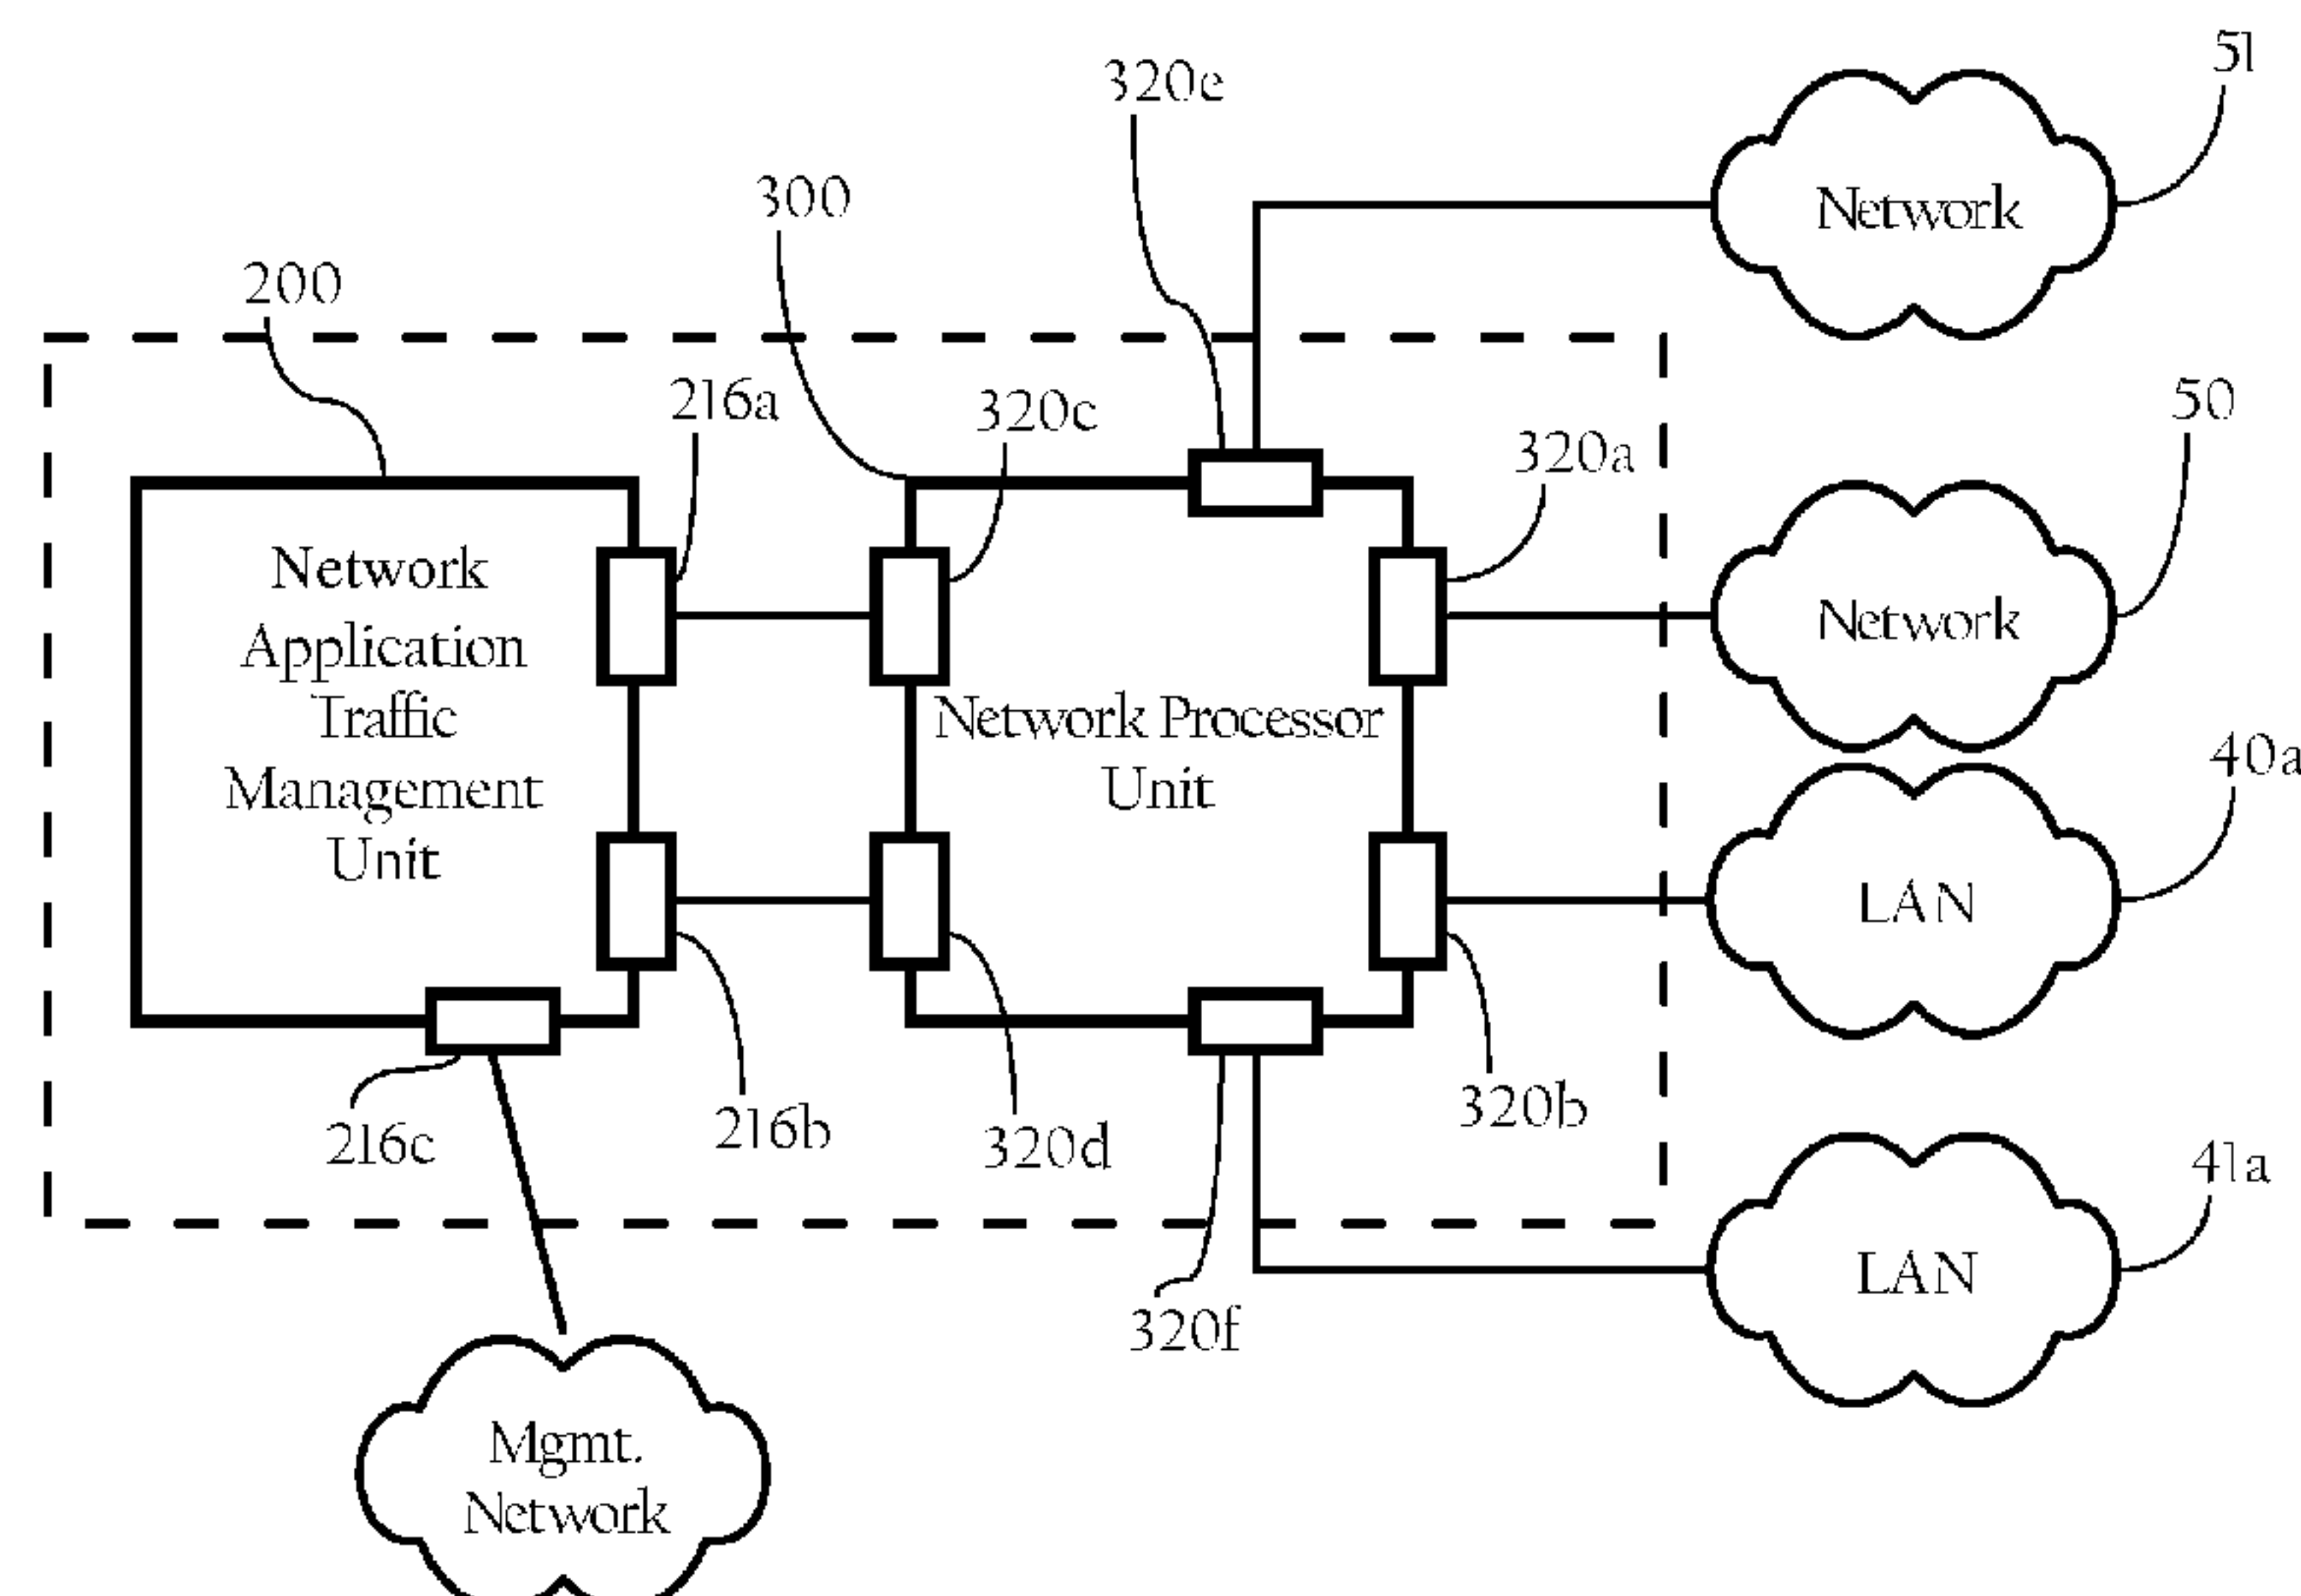 51
320e
Network
300
200
216a
320c
320a
50
Network
Application
Traffic
Management
Unit
Network Processor
Unit
Network
40a
LAN
216c
216b
320d
320b
41a
LAN
320f
Mgmt.
Network